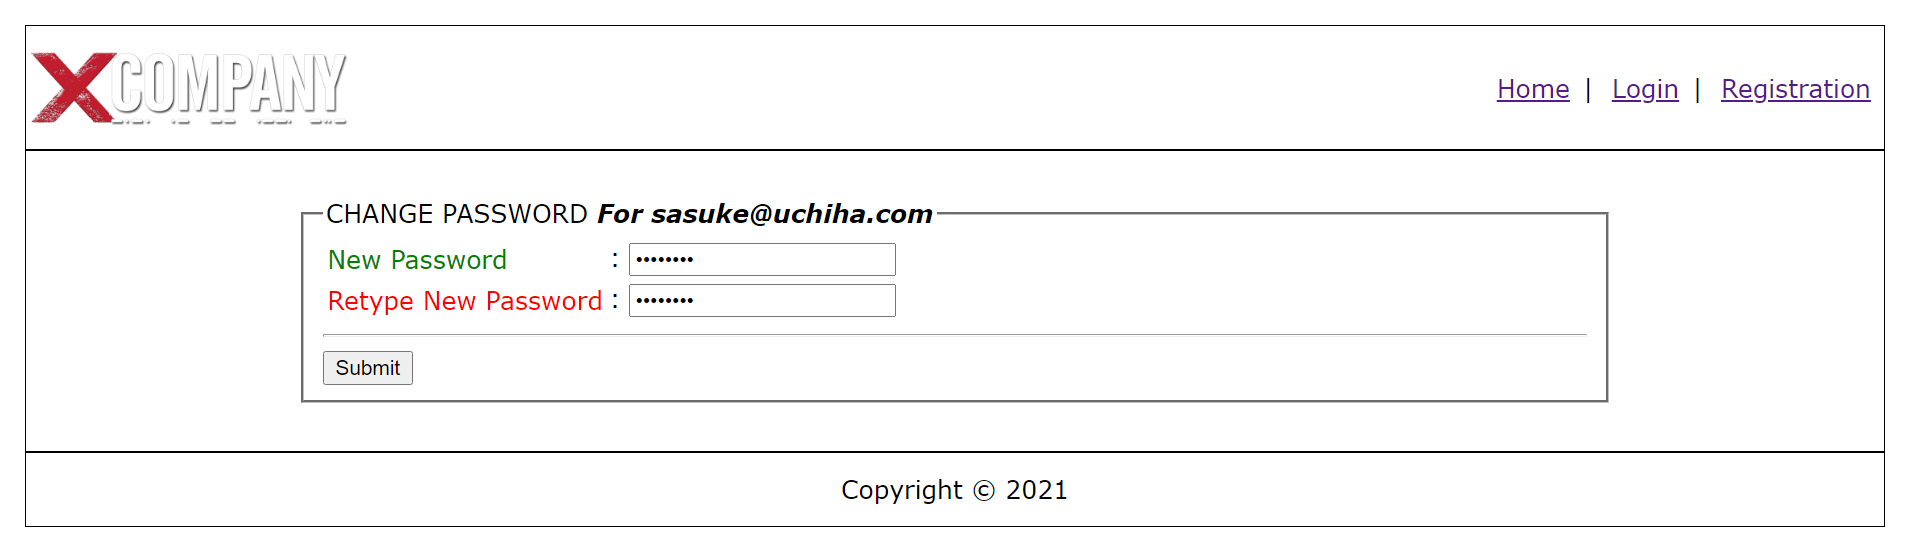 XCOMPANY
Home | Login | Registration
CHANGE PASSWORD For sasuke@uchiha.com
New Password : ••••••••
Retype New Password : ••••••••
Submit
Copyright © 2021